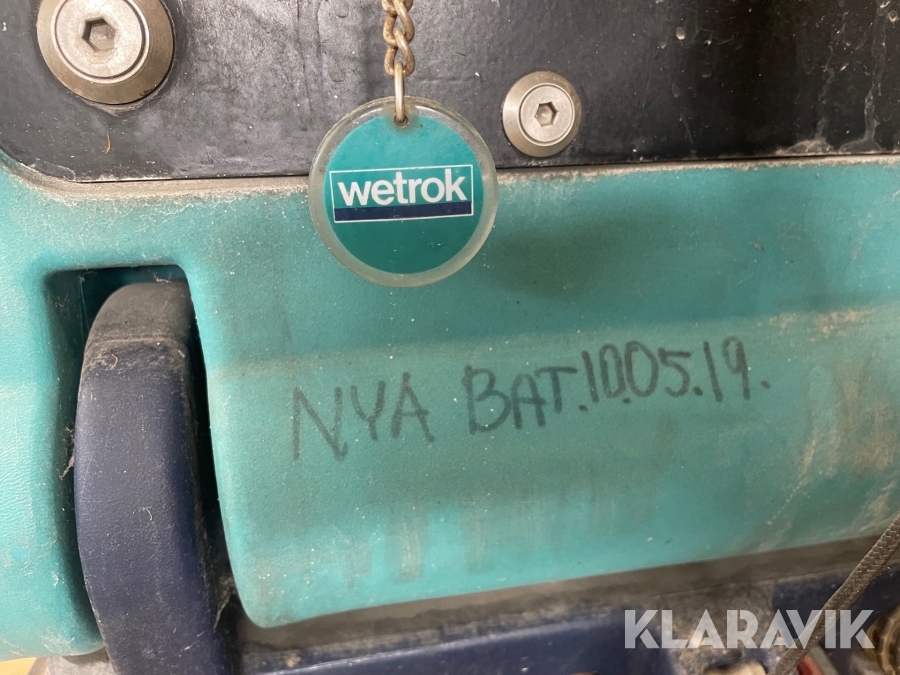 wetrok
NYA BAT.10.05.19.
KLARAVIK